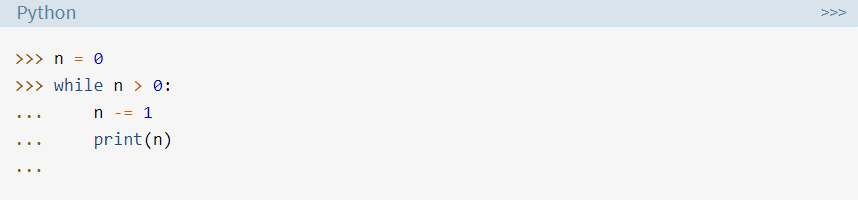 Python >>>
>>> n = 0
>>> while n > 0:
...     n -= 1
...     print(n)
...